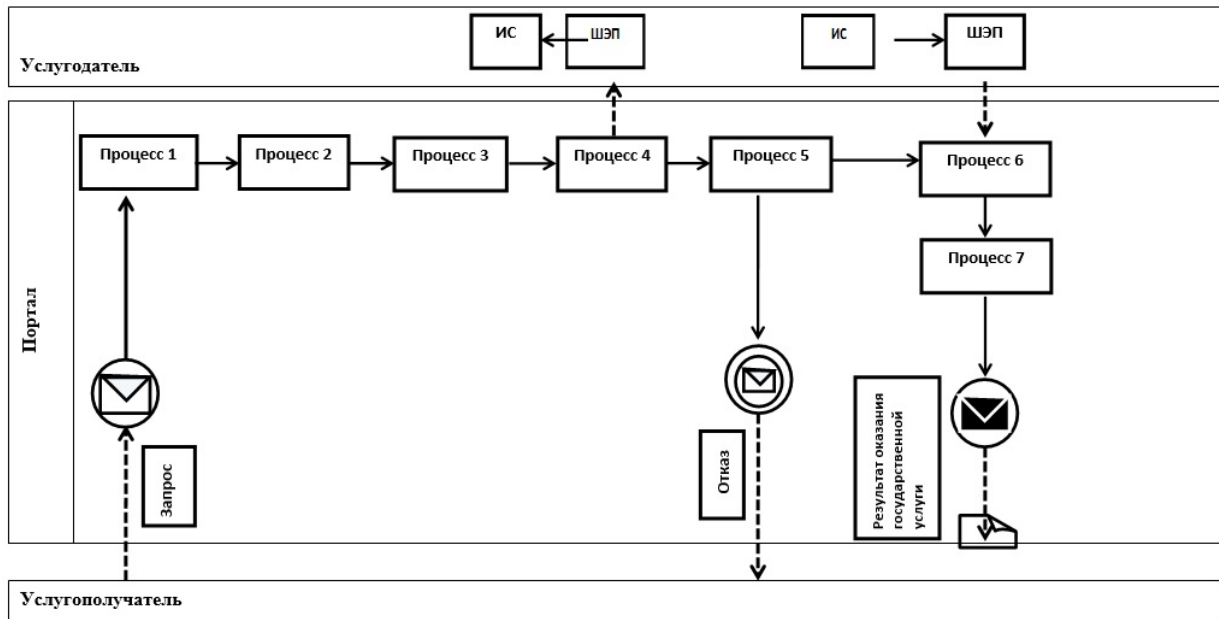 ИС
ШЭП
ИС
ШЭП
Услугодатель
Процесс 1
Процесс 2
Процесс 3
Процесс 4
Процесс 5
Процесс 6
Процесс 7
Портал
Запрос
Отказ
Результат оказания
государственной
услуги
Услугополучатель